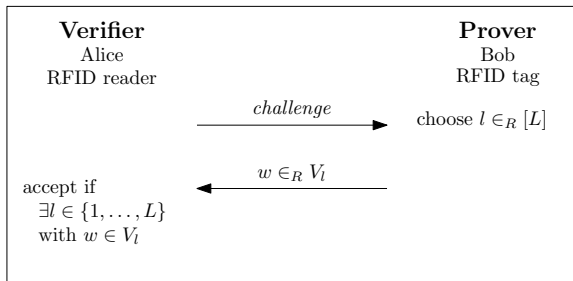 Verifier
Alice
RFID reader
Prover
Bob
RFID tag
challenge
choose l ∈_R [L]
w ∈_R V_l
accept if
∃l ∈ {1, . . . , L}
with w ∈ V_l